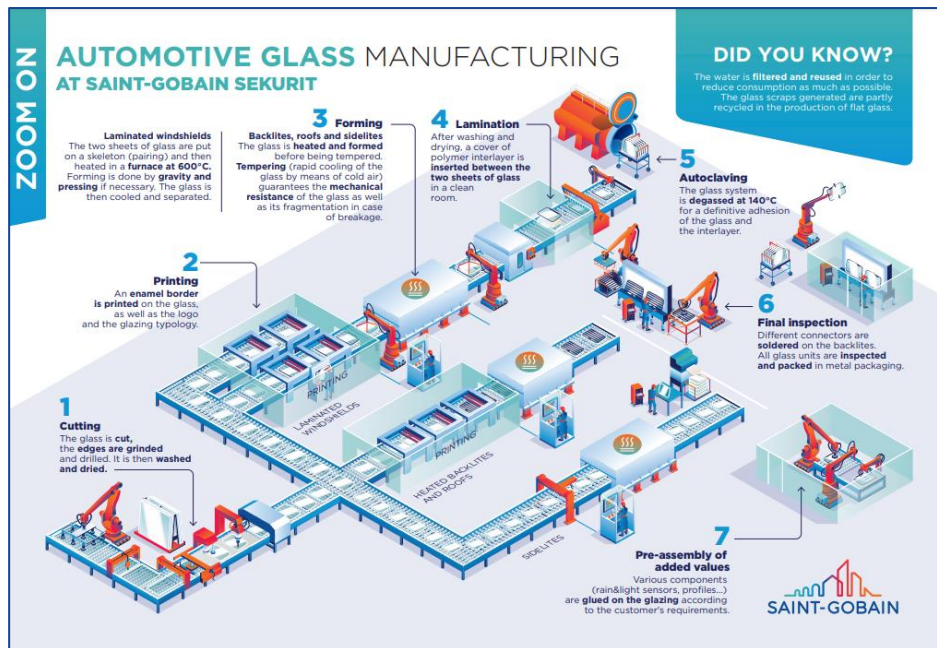 ZOOM ON
AUTOMOTIVE GLASS MANUFACTURING
AT SAINT-GOBAIN SEKURIT
DID YOU KNOW?
The water is filtered and reused in order to
reduce consumption as much as possible.
The glass scraps generated are partly
recycled in the production of flat glass.
3 Forming
Laminated windshields
The two sheets of glass are put
on a skeleton (pairing) and then
heated in a furnace at 600°C.
Forming is done by gravity and
pressing if necessary. The glass is
then cooled and separated.
Backlites, roofs and sidelites
The glass is heated and formed
before being tempered.
Tempering (rapid cooling of the
glass by means of cold air)
guarantees the mechanical
resistance of the glass as well
as its fragmentation in case
of breakage.
4 Lamination
After washing and
drying, a cover of
polymer interlayer is
inserted between the
two sheets of glass
in a clean
room.
5
Autoclaving
The glass system
is degassed at 140°C
for a definitive adhesion
of the glass and
the interlayer.
2
Printing
An enamel border
is printed on the glass,
as well as the logo
and the glazing typology.
6
Final inspection
Different connectors are
soldered on the backlites.
All glass units are inspected
and packed in metal packaging.
1
Cutting
The glass is cut,
the edges are grinded
and drilled. It is then washed
and dried.
PRINTING
LAMINATED
WINDSHIELDS
PRINTING
HEATED BACKLITES
AND ROOFS
SIDELITES
7
Pre-assembly of
added values
Various components
(rain&light sensors, profiles...)
are glued on the glazing according
to the customer's requirements.
SAINT-GOBAIN